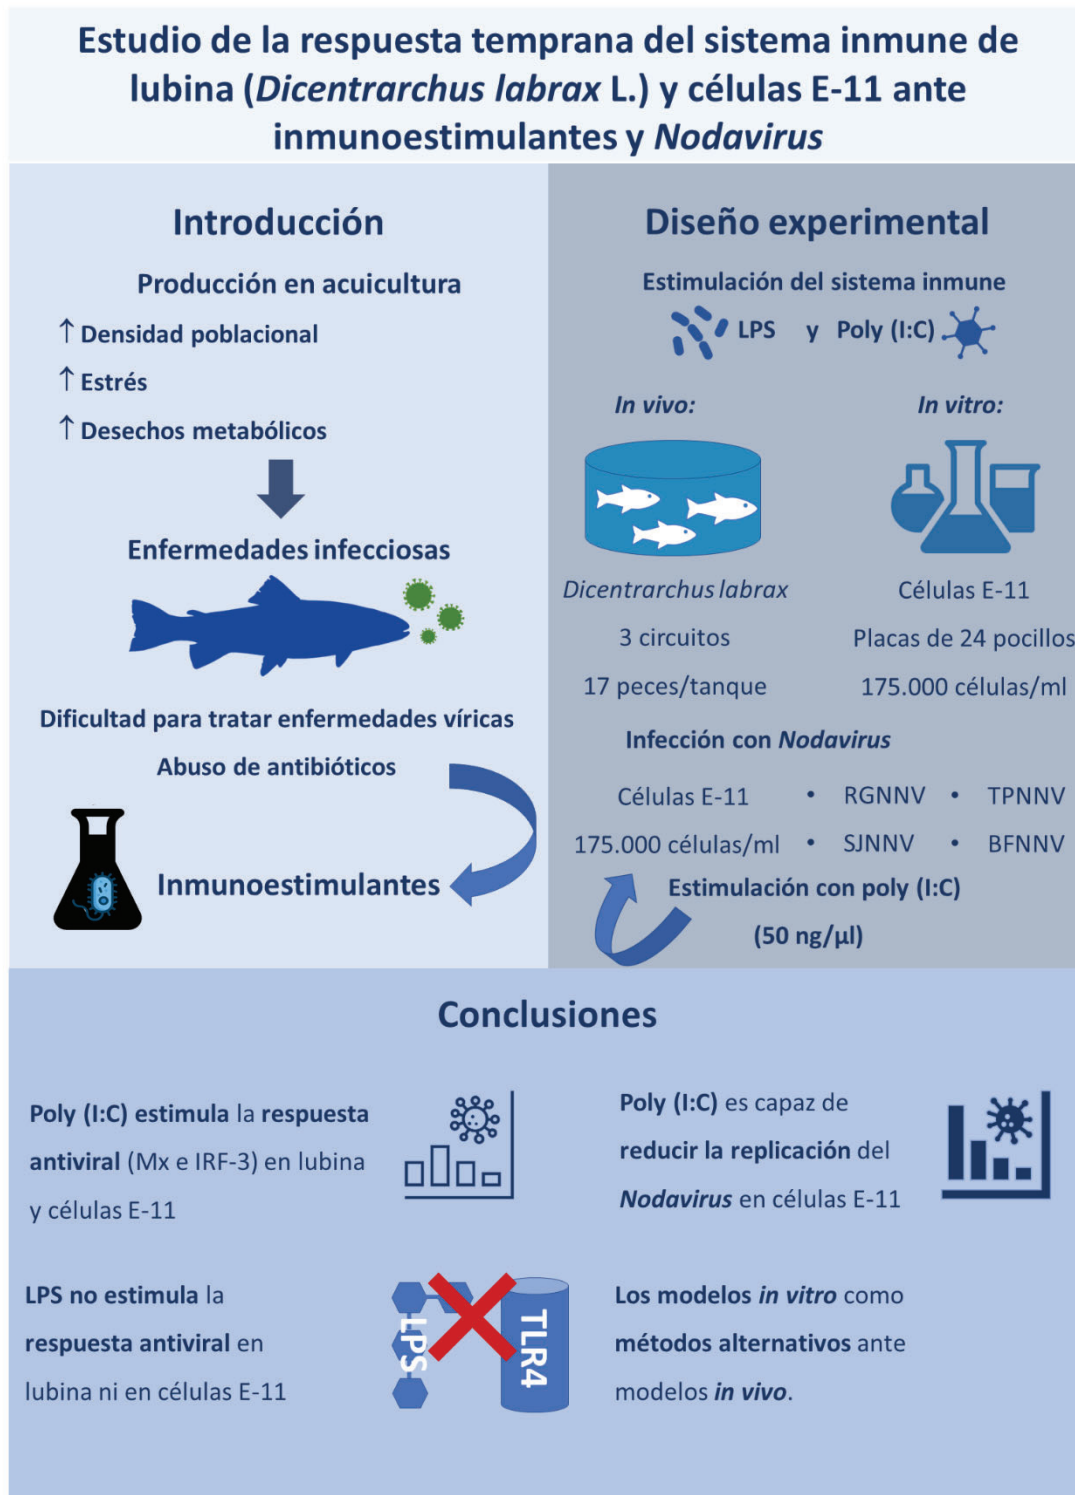 Estudio de la respuesta temprana del sistema inmune de
lubina (Dicentrarchus labrax L.) y células E-11 ante
inmunoestimulantes y Nodavirus
Introducción
Producción en acuicultura
↑ Densidad poblacional
↑ Estrés
↑ Desechos metabólicos
Enfermedades infecciosas
Dificultad para tratar enfermedades víricas
Abuso de antibióticos
Inmunoestimulantes
Diseño experimental
Estimulación del sistema inmune
LPS y Poly (I:C)
In vivo:
Dicentrarchus labrax
3 circuitos
17 peces/tanque
In vitro:
Células E-11
Placas de 24 pocillos
175.000 células/ml
Infección con Nodavirus
Células E-11 • RGNNV • TPNNV
175.000 células/ml • SJNNV • BFNNV
Estimulación con poly (I:C)
(50 ng/µl)
Conclusiones
Poly (I:C) estimula la respuesta
antiviral (Mx e IRF-3) en lubina
y células E-11
Poly (I:C) es capaz de
reducir la replicación del
Nodavirus en células E-11
LPS no estimula la
respuesta antiviral en
lubina ni en células E-11
LPS
TLR4
Los modelos in vitro como
métodos alternativos ante
modelos in vivo.